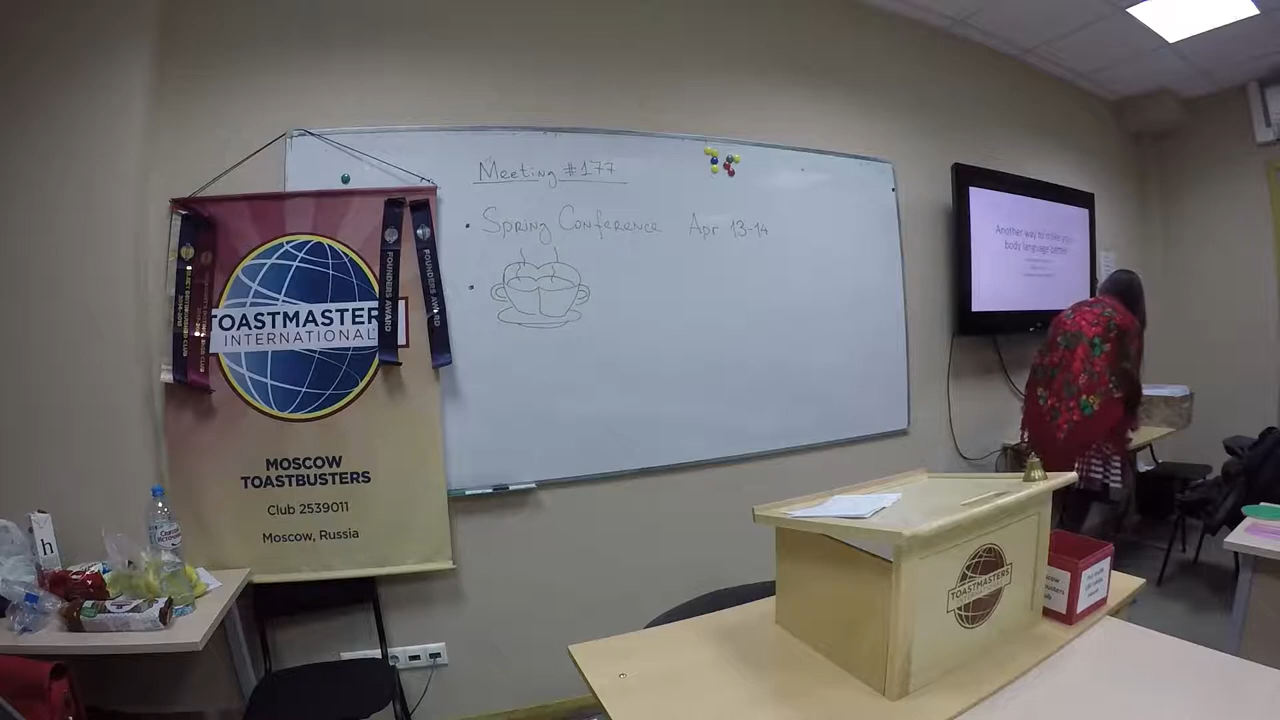 Meeting #177
• Spring Conference Apr 13-14
TOASTMASTERS
INTERNATIONAL
FOUNDERS AWARD
FOUNDERS AWARD
MOSCOW
TOASTBUSTERS
Club 2539011
Moscow, Russia
Another way to make your
body language better
h
TOASTMASTERS
INTERNATIONAL